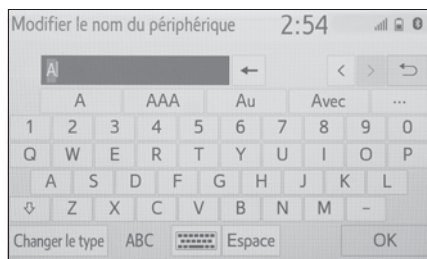 Modifier le nom du périphérique 2:54
A
A AAA Au Avec ...
1 2 3 4 5 6 7 8 9 0
Q W E R T Y U I O P
A S D F G H J K L
Z X C V B N M -
Changer le type ABC Espace OK